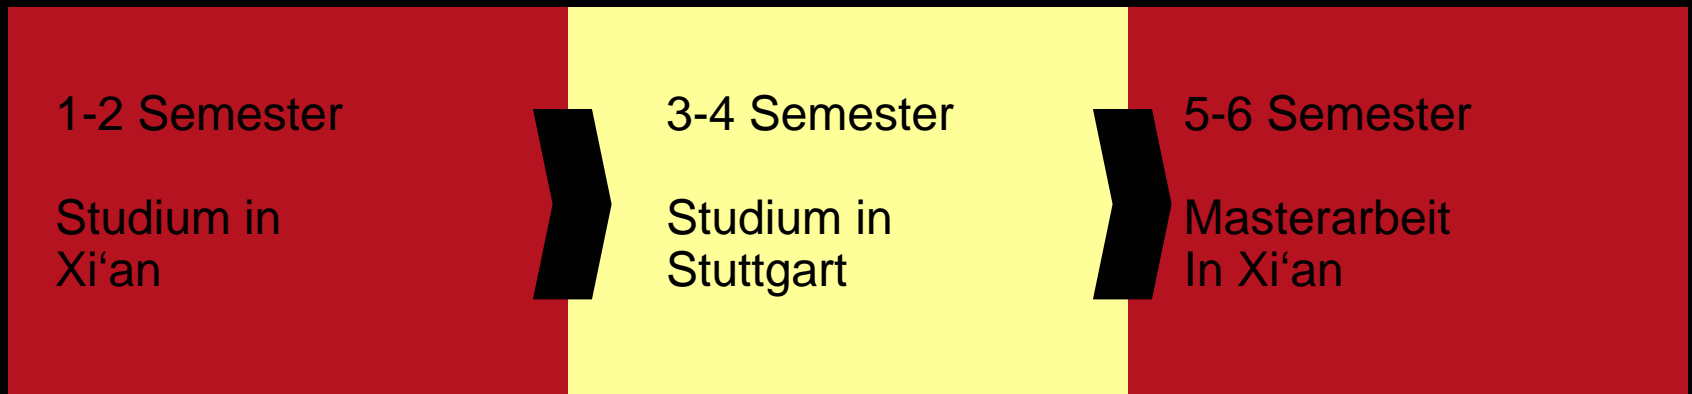 1-2 Semester
Studium in
Xi‘an
3-4 Semester
Studium in
Stuttgart
5-6 Semester
Masterarbeit
In Xi‘an